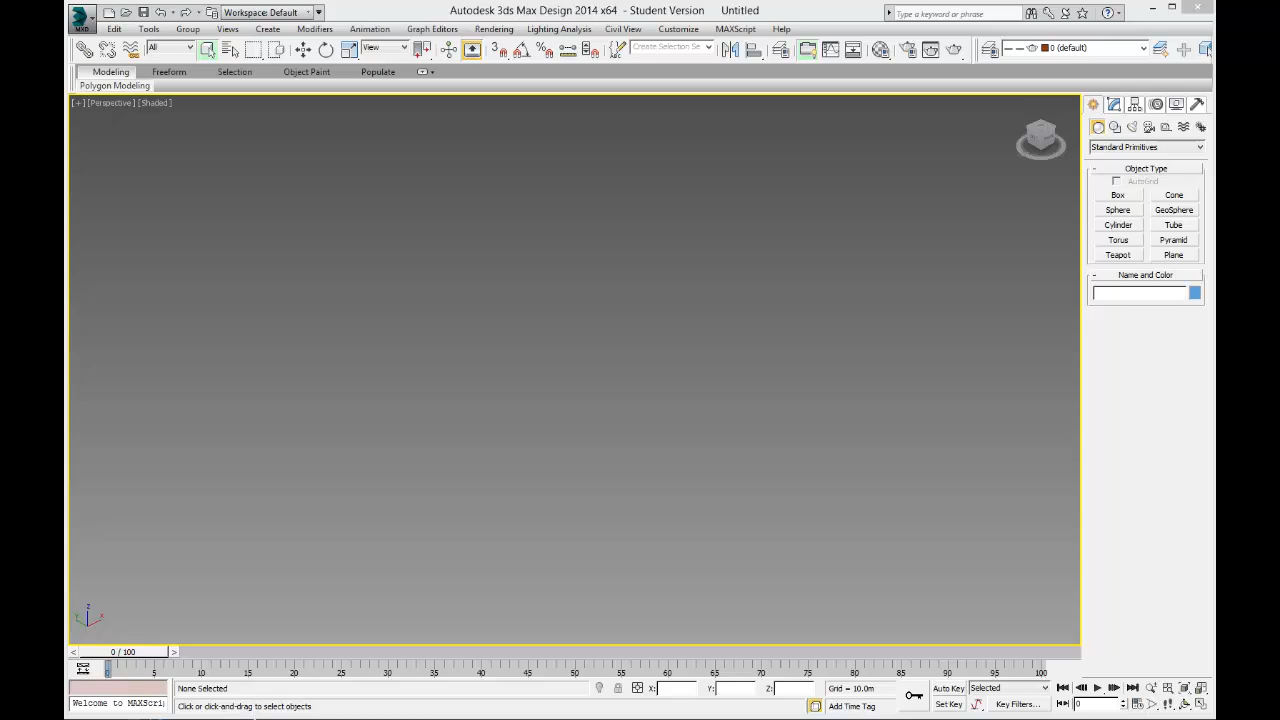 Workspace: Default
Autodesk 3ds Max Design 2014 x64 - Student Version Untitled
Type a keyword or phrase
MXD
Edit Tools Group Views Create Modifiers Animation Graph Editors Rendering Lighting Analysis Civil View Customize MAXScript Help
All
View
3
Create Selection Se
0 (default)
Modeling Freeform Selection Object Paint Populate
Polygon Modeling
[+] [Perspective] [Shaded]
Standard Primitives
- Object Type
AutoGrid
Box Cone
Sphere GeoSphere
Cylinder Tube
Torus Pyramid
Teapot Plane
- Name and Color
z
y x
< 0 / 100 >
0 5 10 15 20 25 30 35 40 45 50 55 60 65 70 75 80 85 90 95 100
None Selected X: Y: Z: Grid = 10.0m Auto Key Selected
Welcome to MAXScri Click or click-and-drag to select objects Add Time Tag Set Key Key Filters... 0